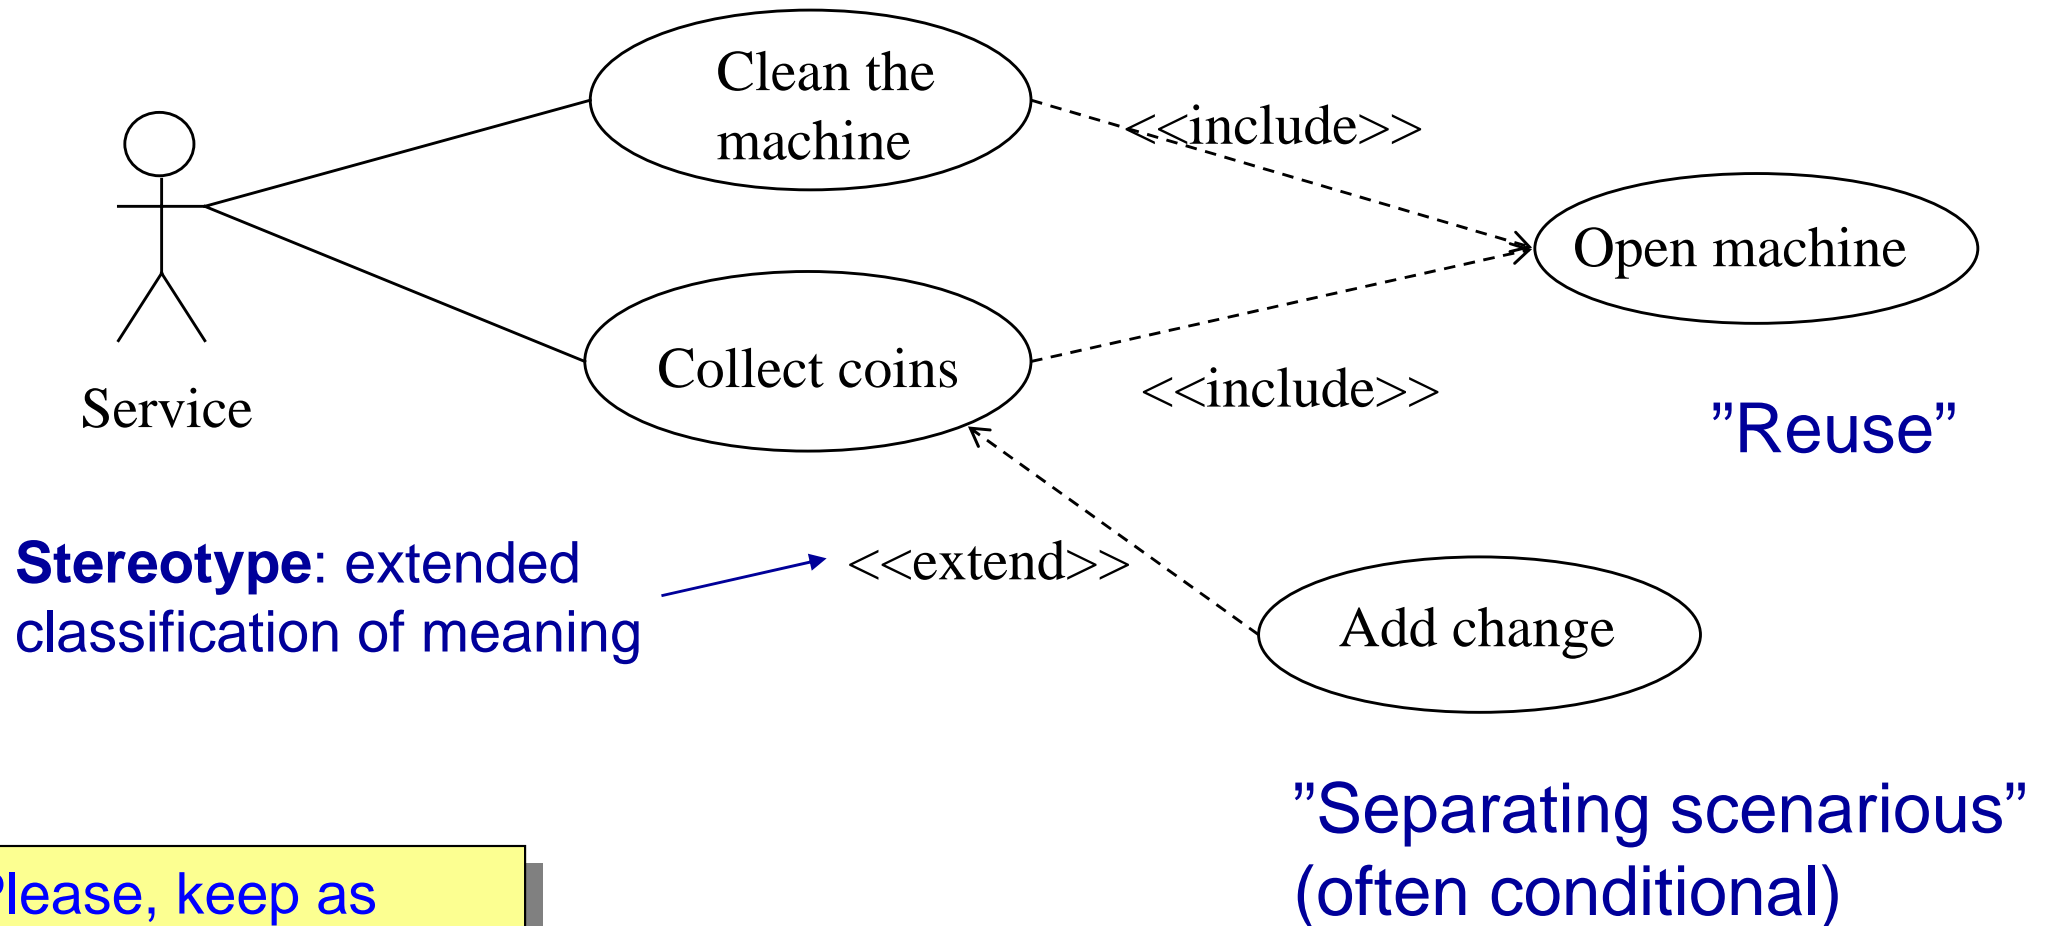 Clean the
machine
<<include>>
Open machine
Collect coins
<<include>>
Service
”Reuse”
Stereotype: extended
classification of meaning
<<extend>>
Add change
”Separating scenarious”
(often conditional)
Please, keep as